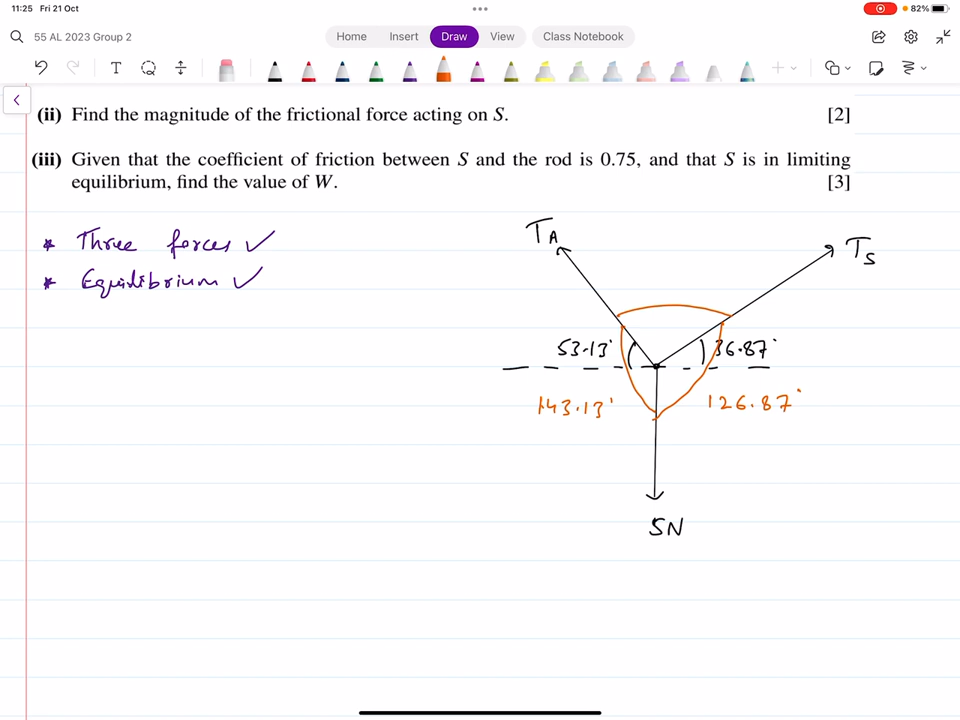 11:25 Fri 21 Oct
82%
55 AL 2023 Group 2
Home Insert Draw View Class Notebook
T
(ii) Find the magnitude of the frictional force acting on S. [2]
(iii) Given that the coefficient of friction between S and the rod is 0.75, and that S is in limiting
equilibrium, find the value of W. [3]
* Three forces ✓
* Equilibrium ✓
T_A
T_S
53.13°
36.87°
143.13°
126.87°
5N